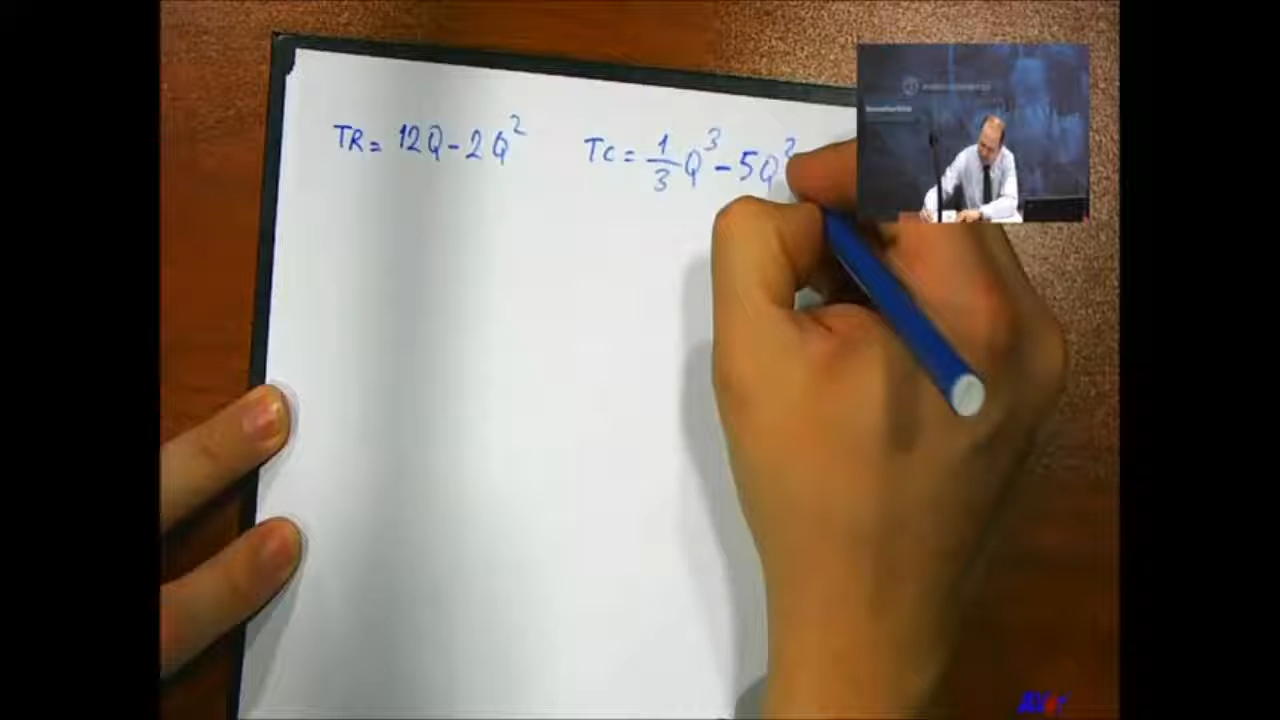 TR = 12Q - 2Q² TC = 1/3 Q³ - 5Q²